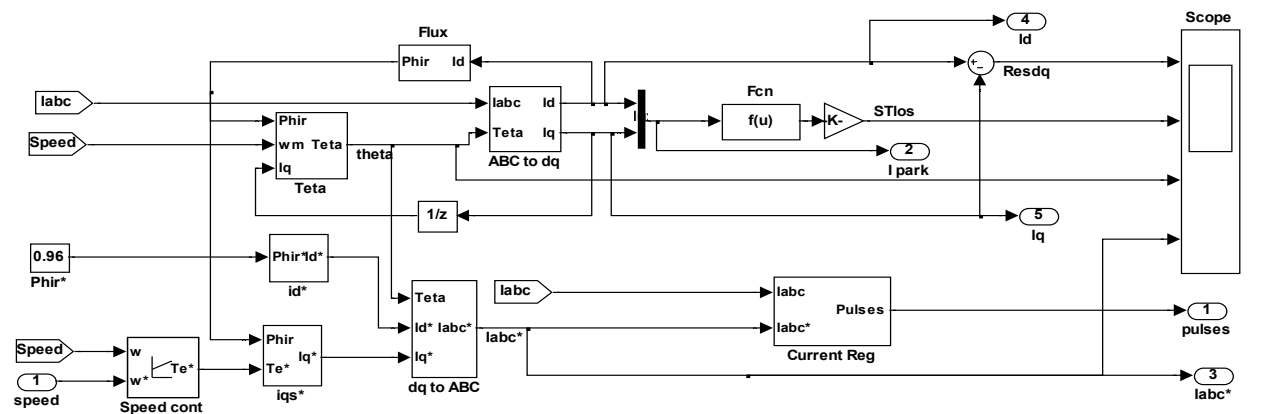 Scope
4
Id
Flux
Phir Id
+
-
Resdq
Iabc
Iabc Id
Teta Iq
ABC to dq
I
Fcn
f(u)
K-
STlos
Phir
wm Teta
Iq
Teta
Speed
theta
2
I park
1/z
5
Iq
0.96
Phir*
Phir*Id*
id*
Iabc
Teta
Id* Iabc*
Iq*
dq to ABC
Iabc*
Iabc
Pulses
Iabc*
Current Reg
1
pulses
Speed
1
speed
w
Te*
w*
Speed cont
Phir
Iq*
Te*
iqs*
3
Iabc*